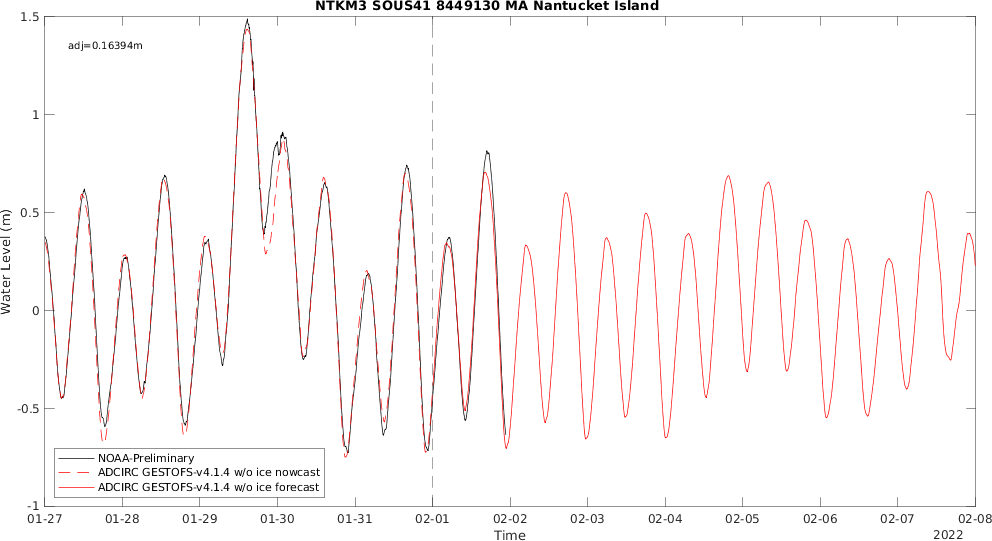 NTKM3 SOUS41 8449130 MA Nantucket Island
1.5
adj=0.16394m
1
0.5
Water Level (m)
0
-0.5
NOAA-Preliminary
ADCIRC GESTOFS-v4.1.4 w/o ice nowcast
ADCIRC GESTOFS-v4.1.4 w/o ice forecast
-1
01-27 01-28 01-29 01-30 01-31 02-01 02-02 02-03 02-04 02-05 02-06 02-07 02-08
Time
2022